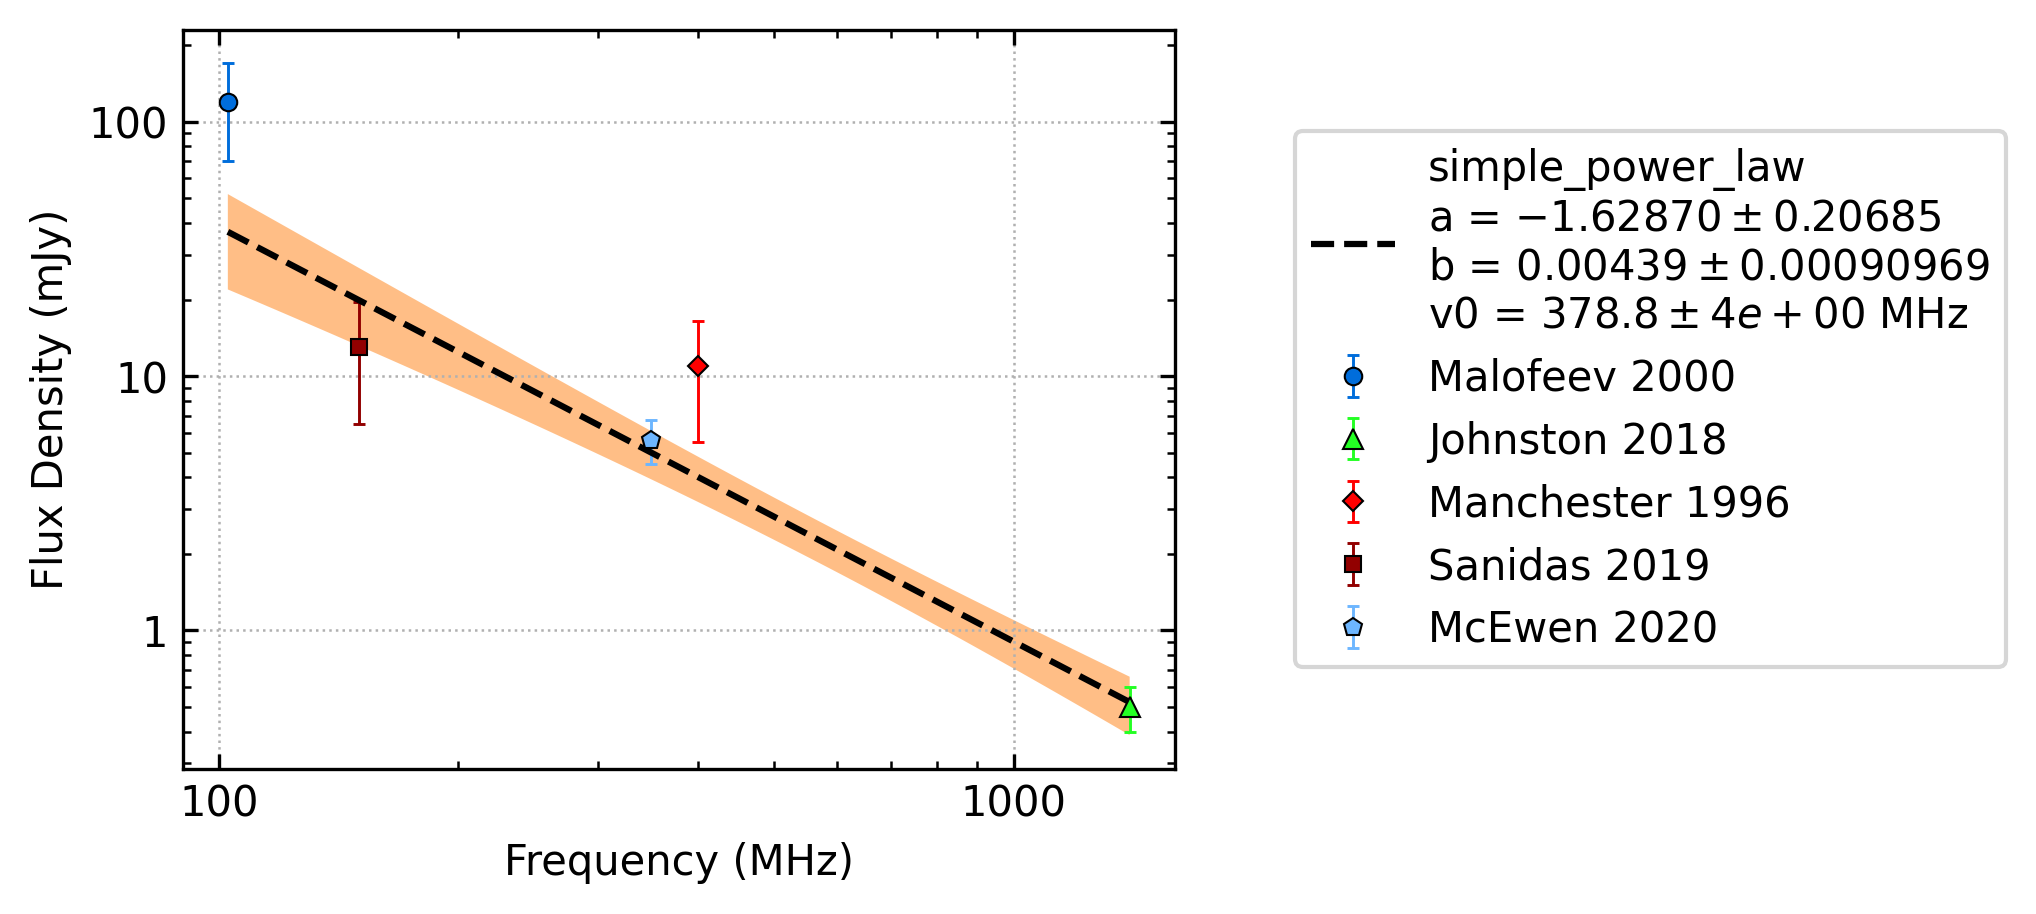 100
10
1
Flux Density (mJy)
100
1000
Frequency (MHz)
simple_power_law
a = −1.62870 ± 0.20685
b = 0.00439 ± 0.00090969
v0 = 378.8 ± 4e + 00 MHz
Malofeev 2000
Johnston 2018
Manchester 1996
Sanidas 2019
McEwen 2020